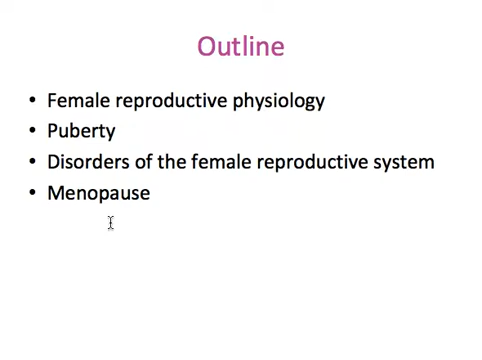 Outline
• Female reproductive physiology
• Puberty
• Disorders of the female reproductive system
• Menopause